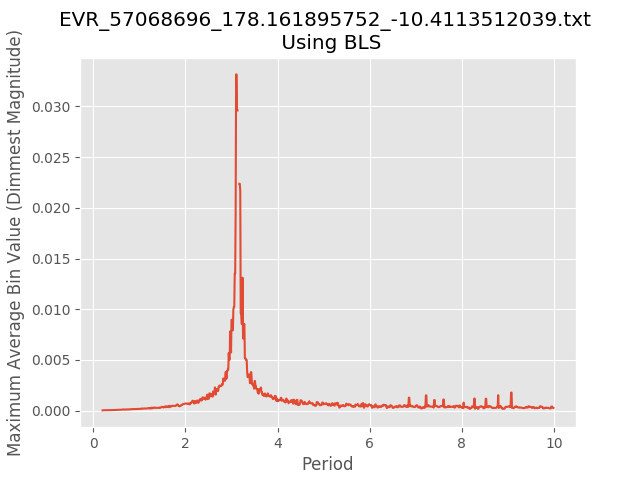 EVR_57068696_178.161895752_-10.4113512039.txt
Using BLS
Maximum Average Bin Value (Dimmest Magnitude)
0.030
0.025
0.020
0.015
0.010
0.005
0.000
0 2 4 6 8 10
Period